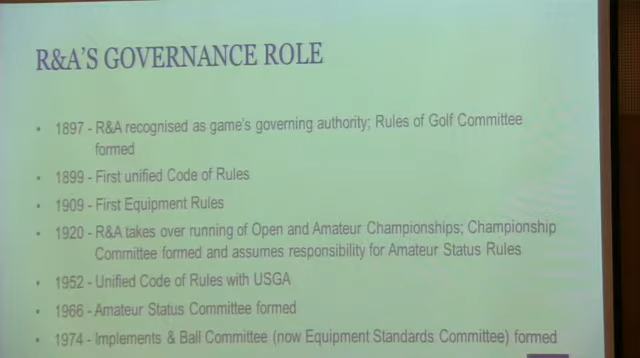 R&A'S GOVERNANCE ROLE
• 1897 - R&A recognised as game's governing authority; Rules of Golf Committee
formed
• 1899 - First unified Code of Rules
• 1909 - First Equipment Rules
• 1920 - R&A takes over running of Open and Amateur Championships; Championship
Committee formed and assumes responsibility for Amateur Status Rules
• 1952 - Unified Code of Rules with USGA
• 1966 - Amateur Status Committee formed
• 1974 - Implements & Ball Committee (now Equipment Standards Committee) formed